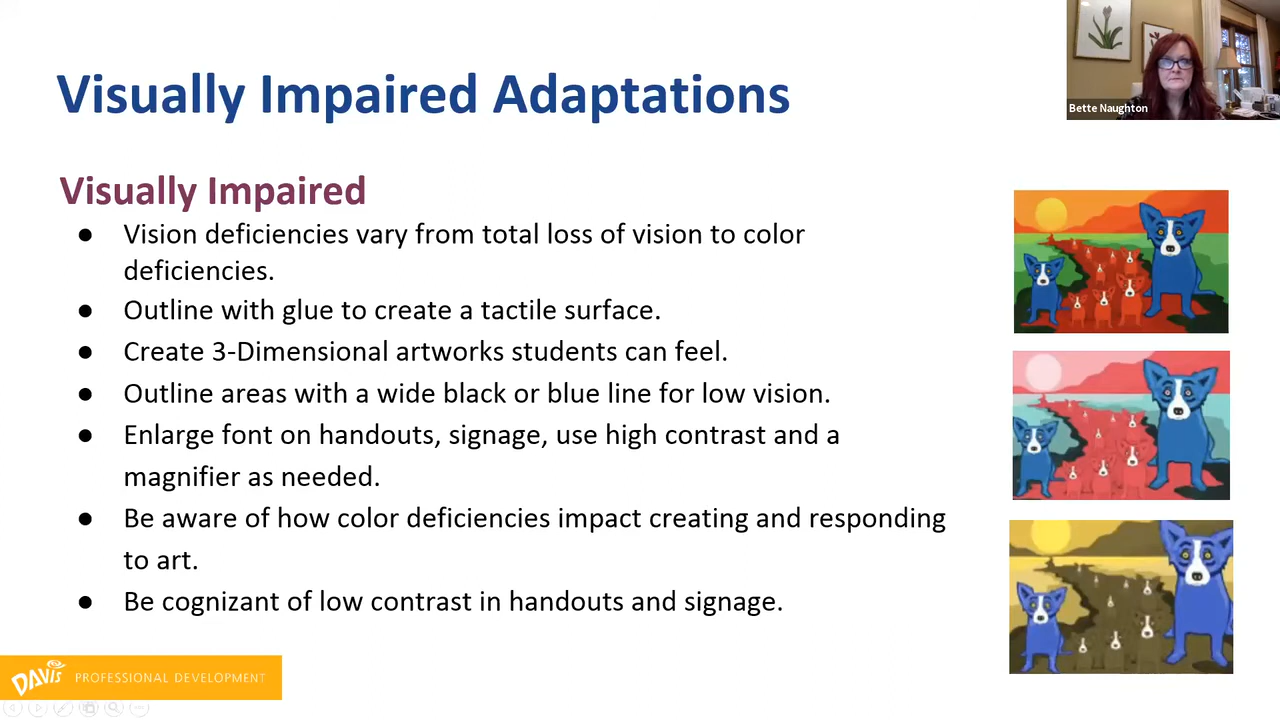 Visually Impaired Adaptations
Bette Naughton
Visually Impaired
● Vision deficiencies vary from total loss of vision to color
deficiencies.
● Outline with glue to create a tactile surface.
● Create 3-Dimensional artworks students can feel.
● Outline areas with a wide black or blue line for low vision.
● Enlarge font on handouts, signage, use high contrast and a
magnifier as needed.
● Be aware of how color deficiencies impact creating and responding
to art.
● Be cognizant of low contrast in handouts and signage.
DAVIS PROFESSIONAL DEVELOPMENT